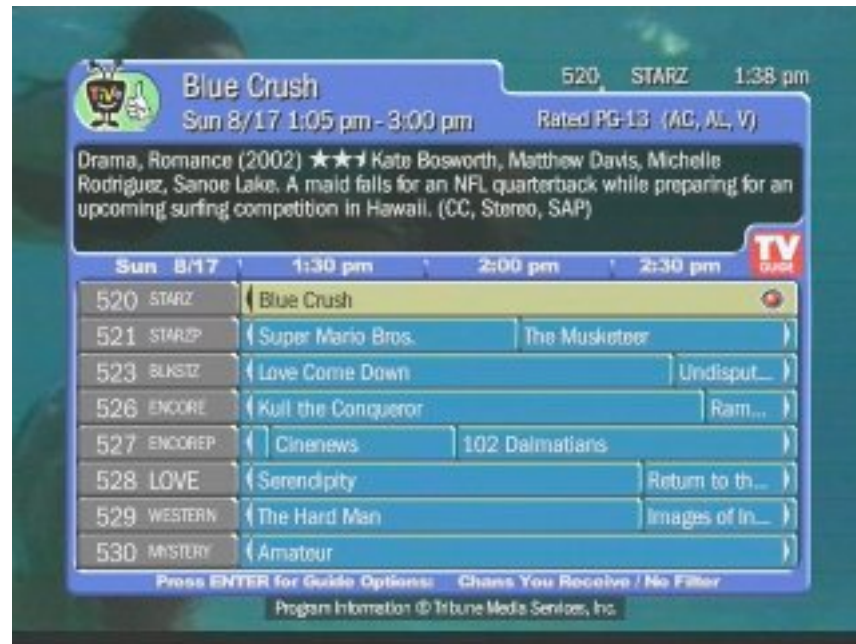 TiVo
Blue Crush
520 STARZ 1:38 pm
Sun 8/17 1:05 pm - 3:00 pm
Rated PG-13 (AC, AL, V)
Drama, Romance (2002) ★★ Kate Bosworth, Matthew Davis, Michelle
Rodriguez, Sanoe Lake. A maid falls for an NFL quarterback while preparing for an
upcoming surfing competition in Hawaii. (CC, Stereo, SAP)
TV GUIDE
Sun 8/17 1:30 pm 2:00 pm 2:30 pm
520 STARZ Blue Crush
521 STARZP Super Mario Bros. The Musketeer
523 BLKSTZ Love Come Down Undisput...
526 ENCORE Kull the Conqueror Ram...
527 ENCOREP Cinenews 102 Dalmatians
528 LOVE Serendipity Return to th...
529 WESTERN The Hard Man Images of In...
530 MYSTERY Amateur
Press ENTER for Guide Options: Chans You Receive / No Filter
Program Information © Tribune Media Services, Inc.